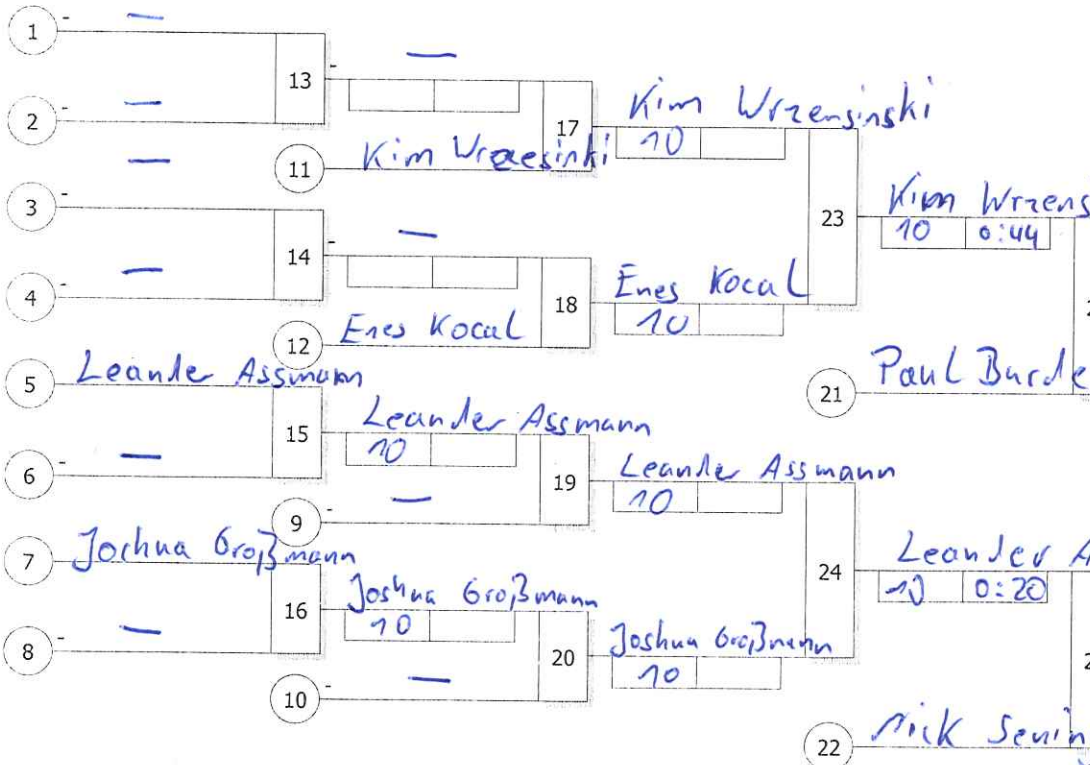 1 - —
13 - —
2 - —
17 Kim Wrzensinski
10
11 Kim Wrzesinki
3 - —
23 Kim Wrzens
10 0:44
14 - —
4 - —
18 Enes Kocal
10
12 Enes Kocal
5 Leander Assmann
21 Paul Burde
15 Leander Assmann
10
6 - —
19 Leander Assmann
10
9 - —
7 Jochua Großmann
24 Leander A
10 0:20
16 Joshua Großmann
10
8 - —
20 Joshua Großmann
10
10 - —
22 Nick Senin